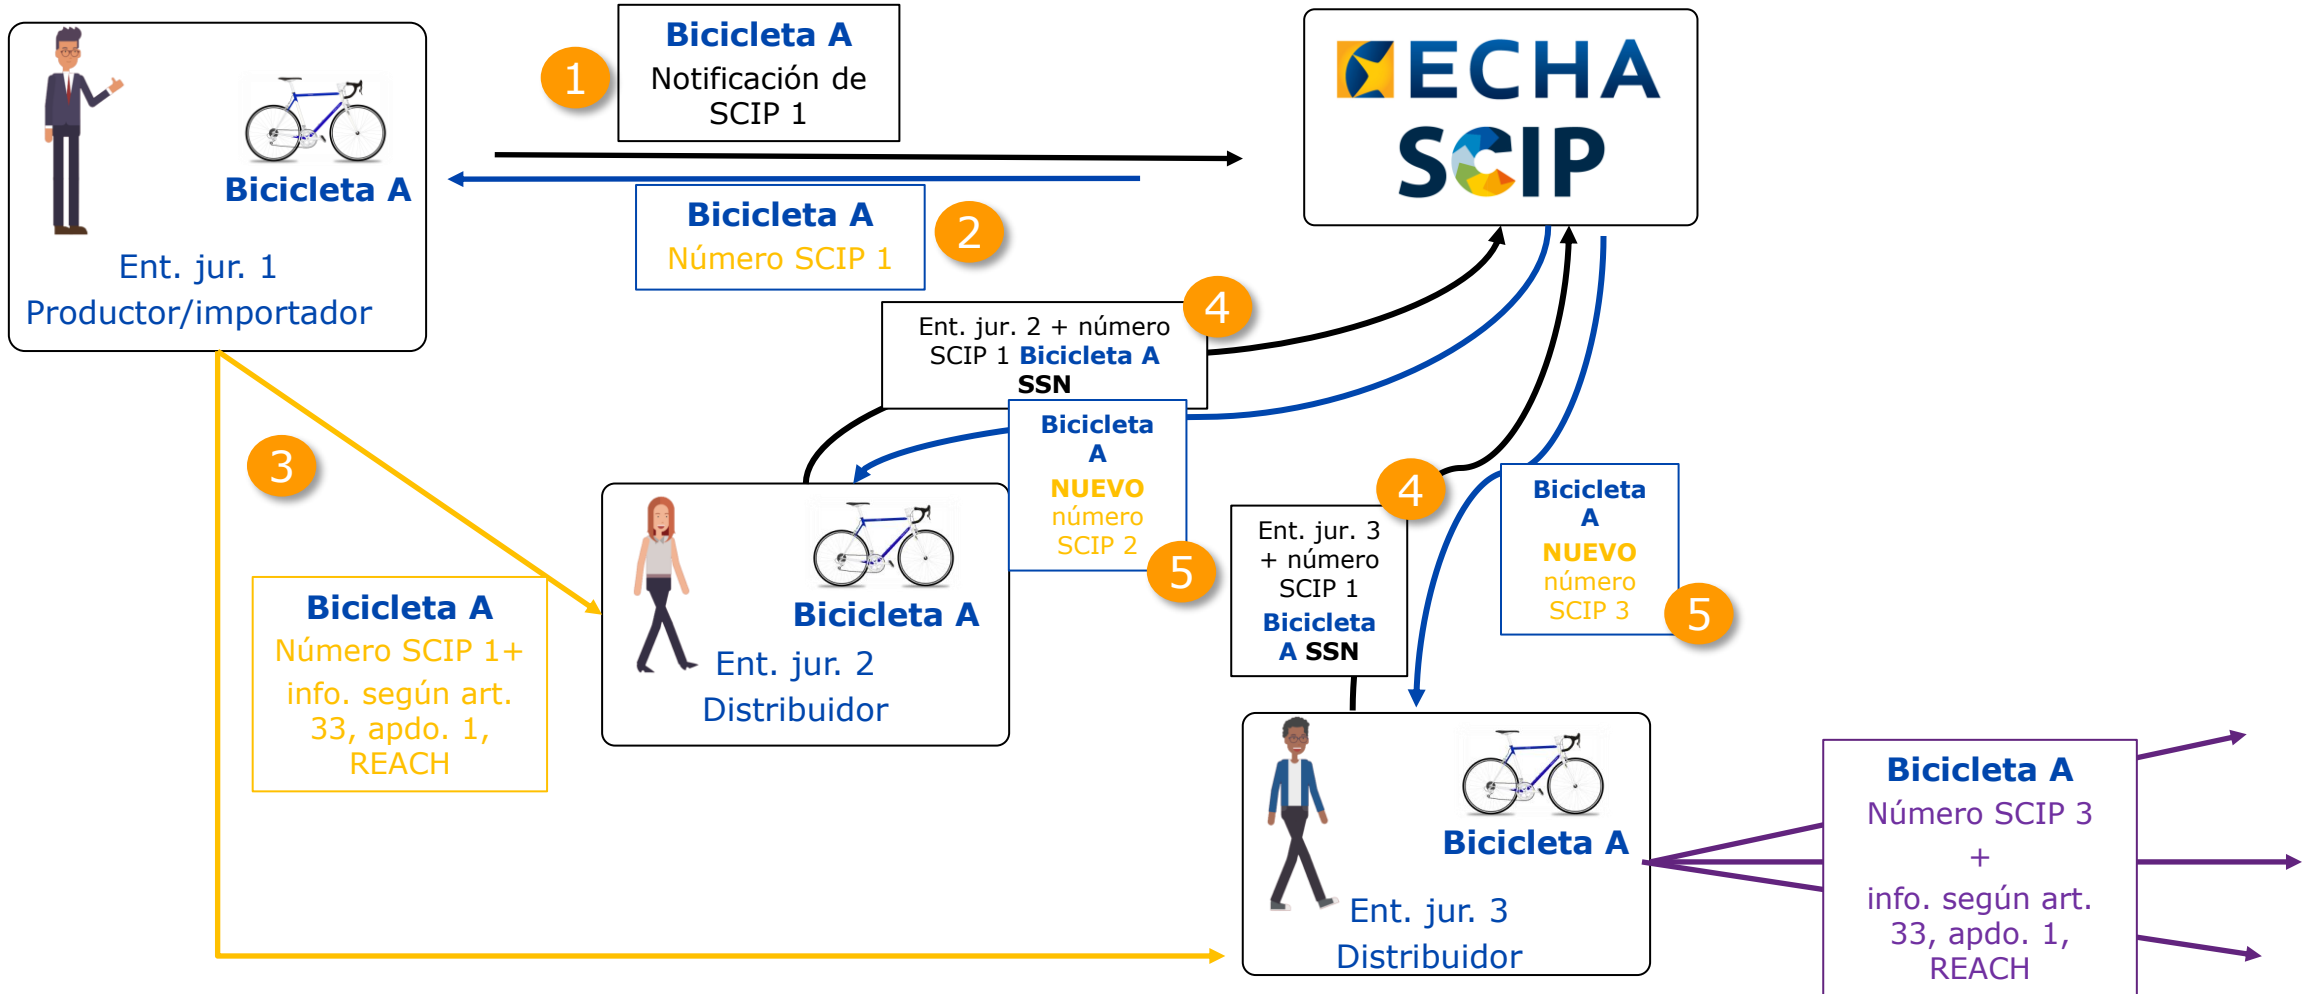 Bicicleta A
Ent. jur. 1
Productor/importador
1
Bicicleta A
Notificación de
SCIP 1
Bicicleta A
Número SCIP 1
2
ECHA
SCIP
3
Bicicleta A
Número SCIP 1+
info. según art.
33, apdo. 1,
REACH
4
Ent. jur. 2 + número
SCIP 1 Bicicleta A
SSN
Bicicleta
A
NUEVO
número
SCIP 2
5
Bicicleta A
Ent. jur. 2
Distribuidor
4
Ent. jur. 3
+ número
SCIP 1
Bicicleta
A SSN
Bicicleta
A
NUEVO
número
SCIP 3
5
Bicicleta A
Ent. jur. 3
Distribuidor
Bicicleta A
Número SCIP 3
+
info. según art.
33, apdo. 1,
REACH